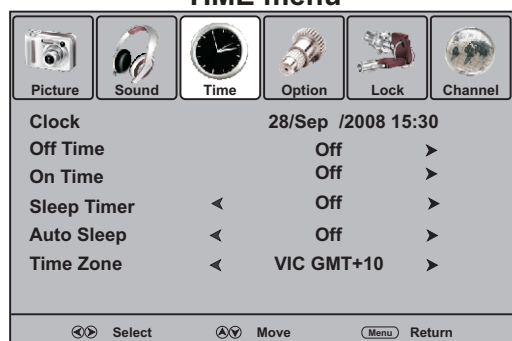 TIME menu
Picture Sound Time Option Lock Channel
Clock 28/Sep /2008 15:30
Off Time Off
On Time Off
Sleep Timer Off
Auto Sleep Off
Time Zone VIC GMT+10
Select Move Menu Return